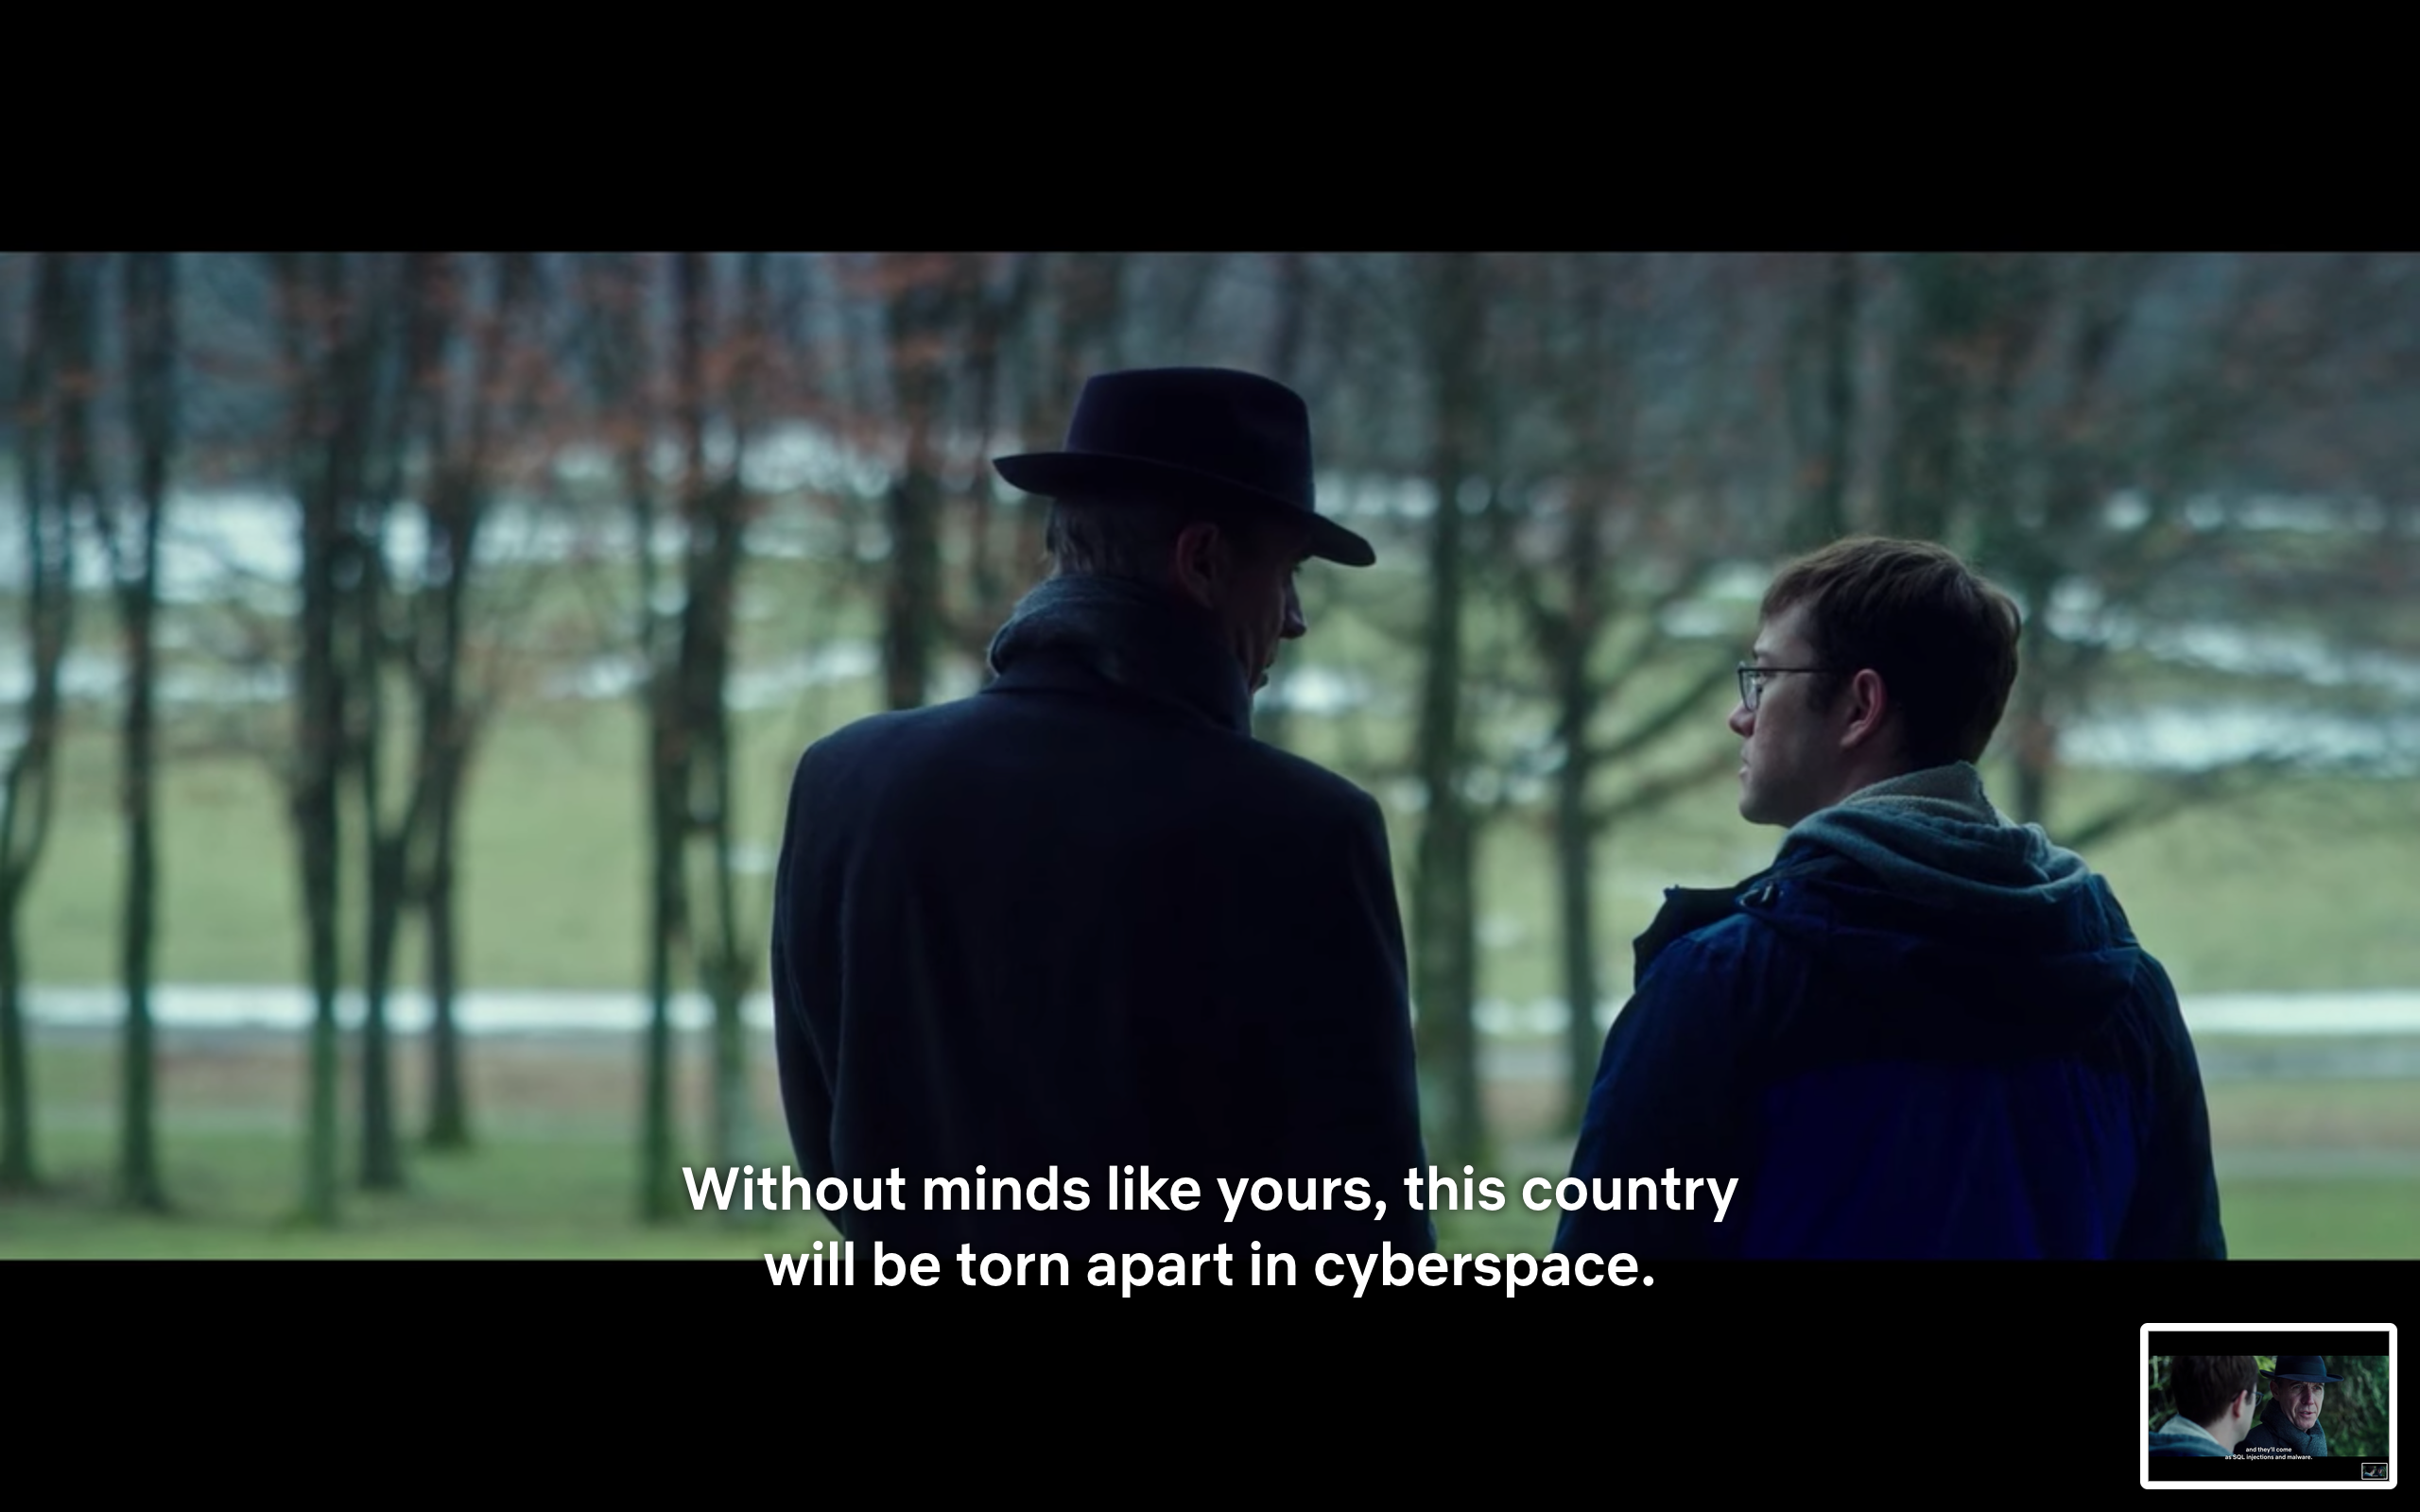 Without minds like yours, this country
will be torn apart in cyberspace.
and they'll come
as SQL injections and malware.